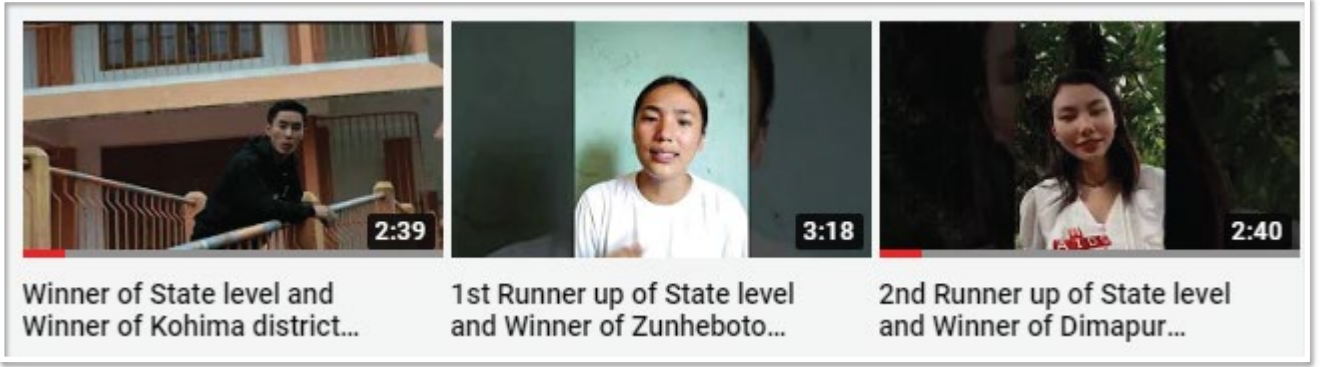 2:39
3:18
2:40
Winner of State level and
Winner of Kohima district...
1st Runner up of State level
and Winner of Zunheboto...
2nd Runner up of State level
and Winner of Dimapur...